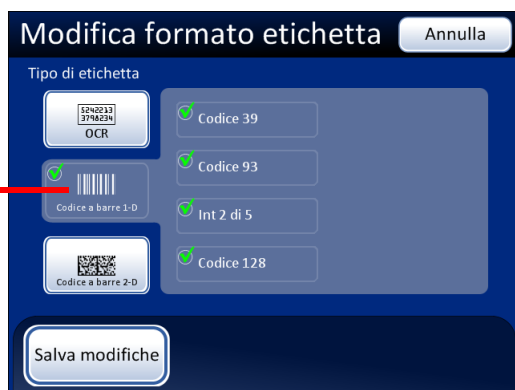 Modifica formato etichetta
Annulla
Tipo di etichetta
5242213
3798234
OCR
Codice a barre 1-D
Codice a barre 2-D
Codice 39
Codice 93
Int 2 di 5
Codice 128
Salva modifiche